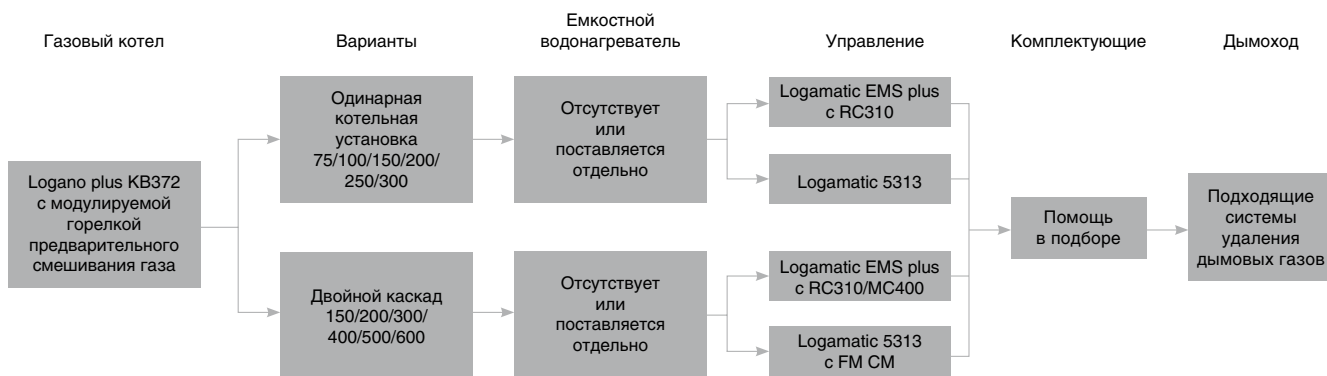 Газовый котел
Варианты
Емкостной
водонагреватель
Управление
Комплектующие
Дымоход
Logano plus KB372
с модулируемой
горелкой
предварительного
смешивания газа
Одинарная
котельная
установка
75/100/150/200/
250/300
Отсутствует
или
поставляется
отдельно
Logamatic EMS plus
с RC310
Logamatic 5313
Двойной каскад
150/200/300/
400/500/600
Отсутствует
или
поставляется
отдельно
Logamatic EMS plus
с RC310/MC400
Logamatic 5313
с FM CM
Помощь
в подборе
Подходящие
системы
удаления
дымовых газов